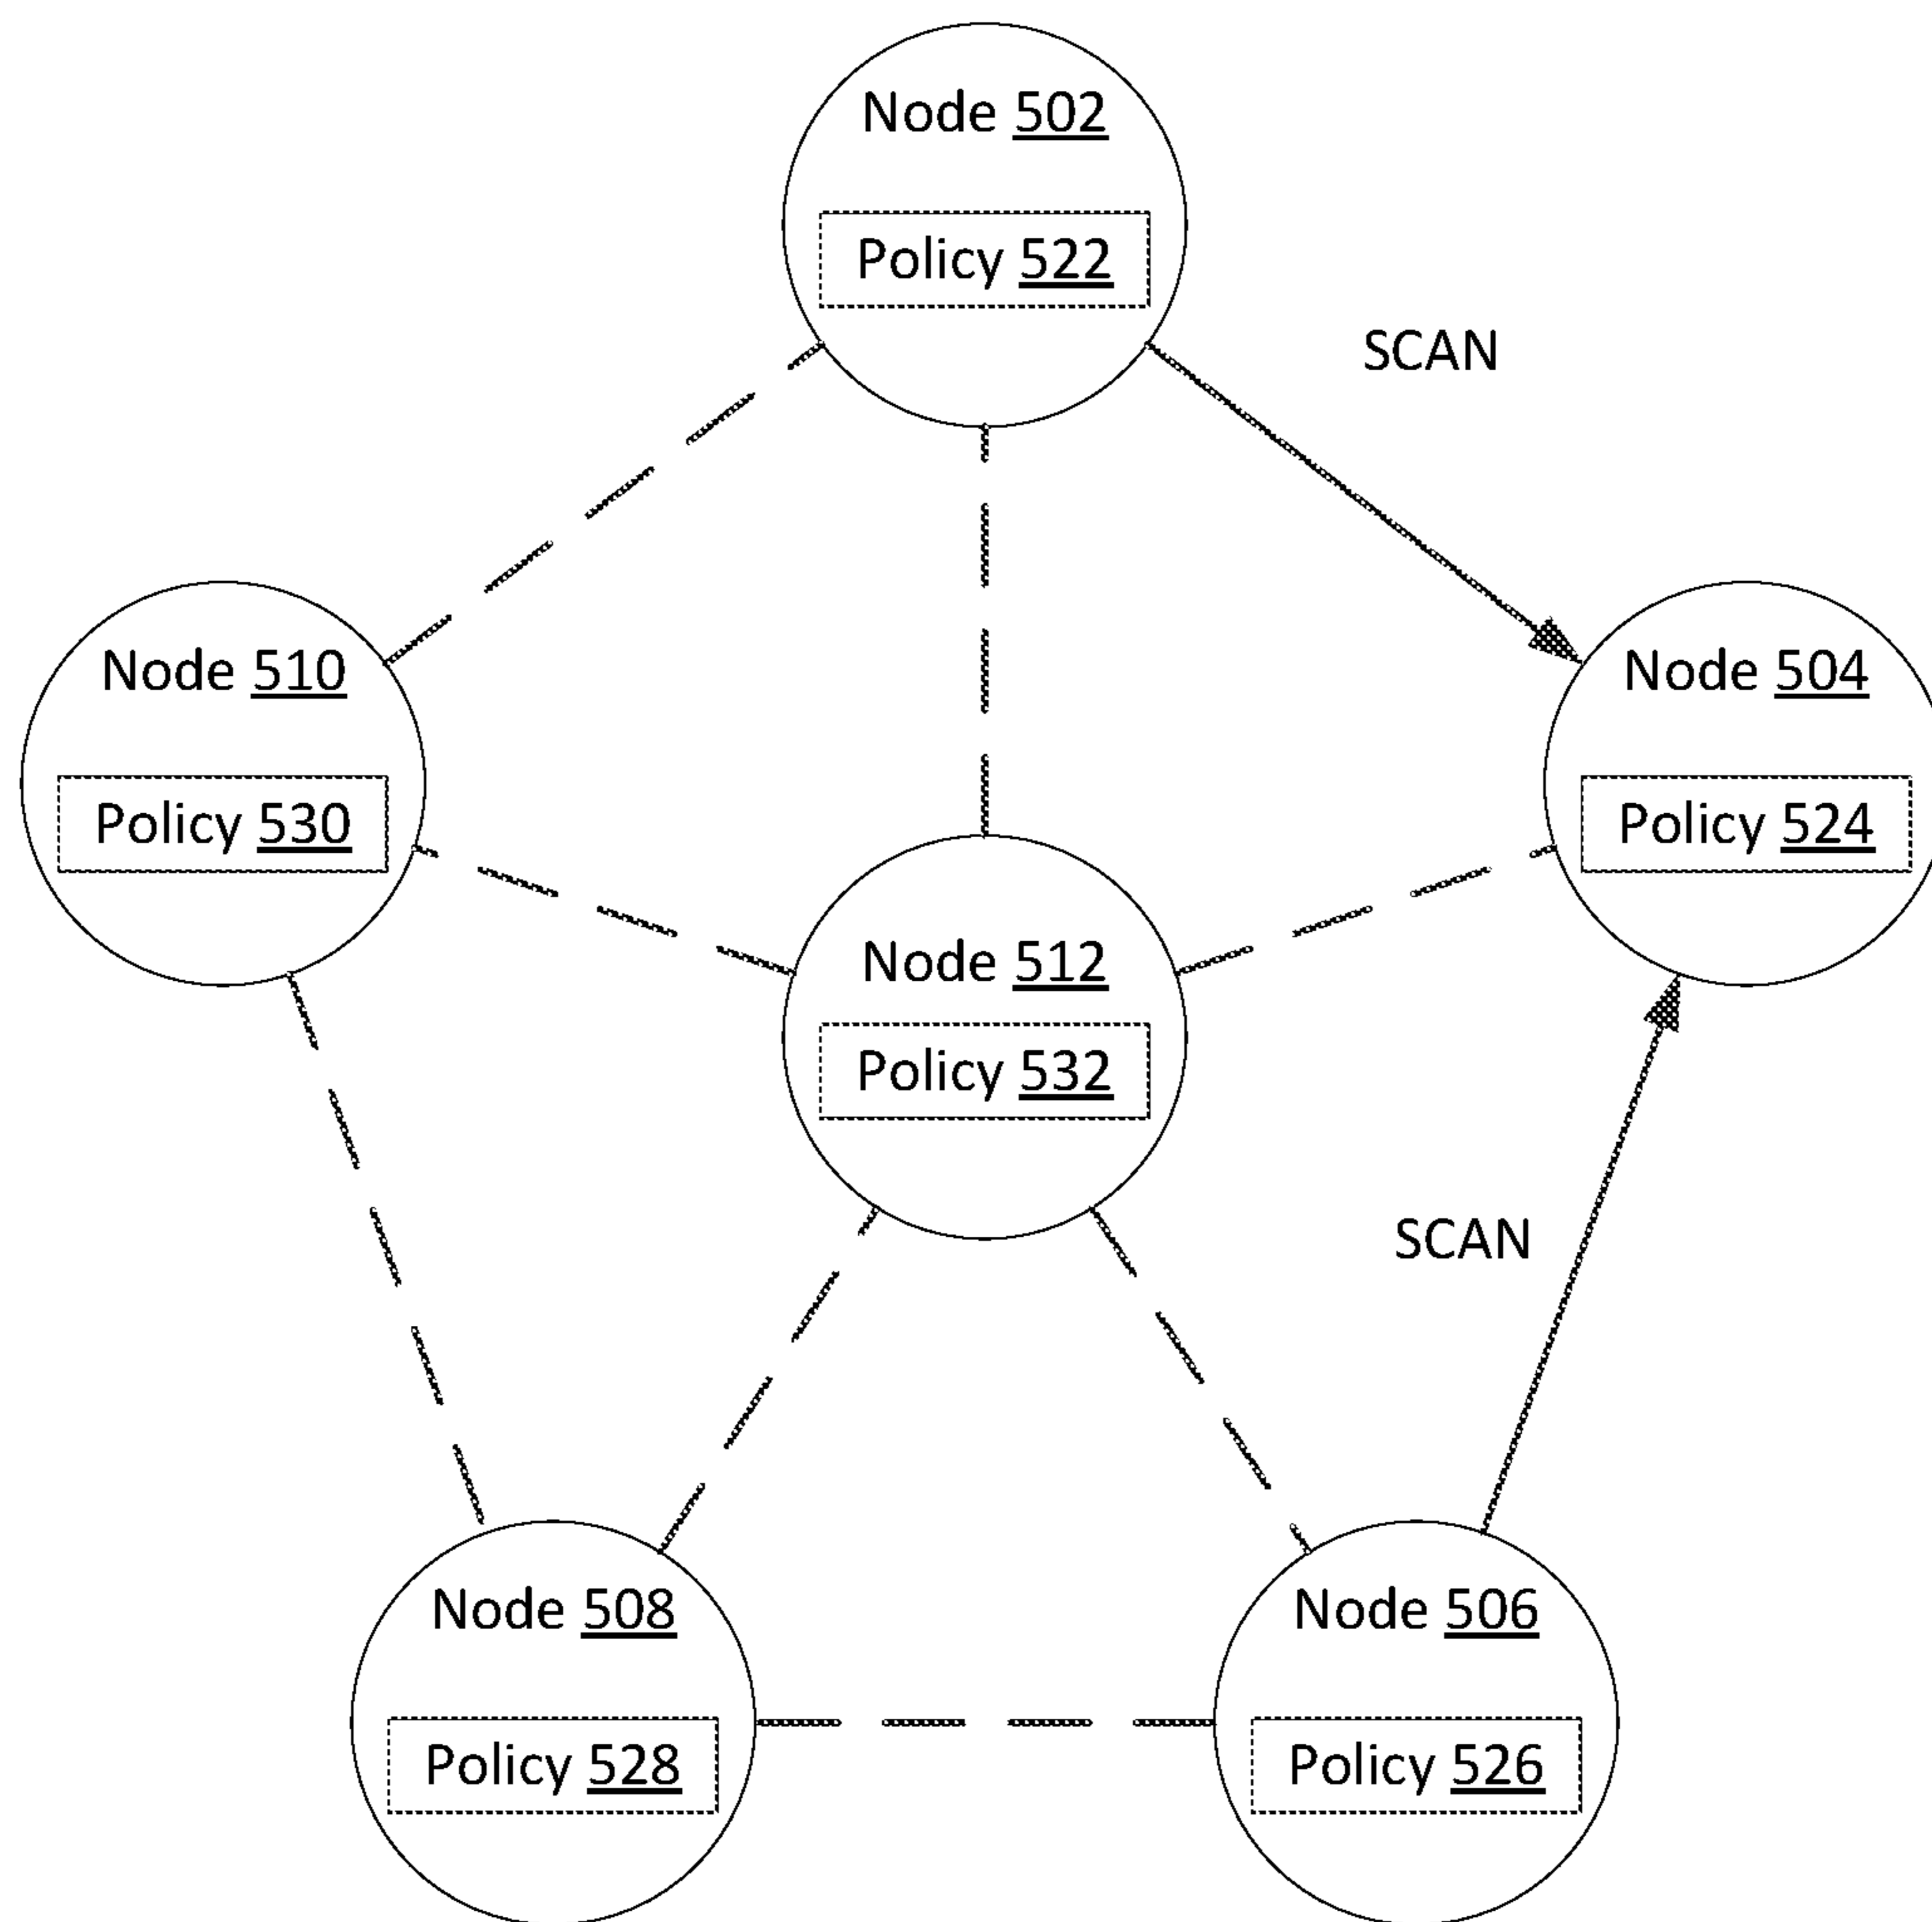 Node 502
Policy 522
SCAN
Node 510
Policy 530
Node 504
Policy 524
Node 512
Policy 532
SCAN
Node 508
Policy 528
Node 506
Policy 526